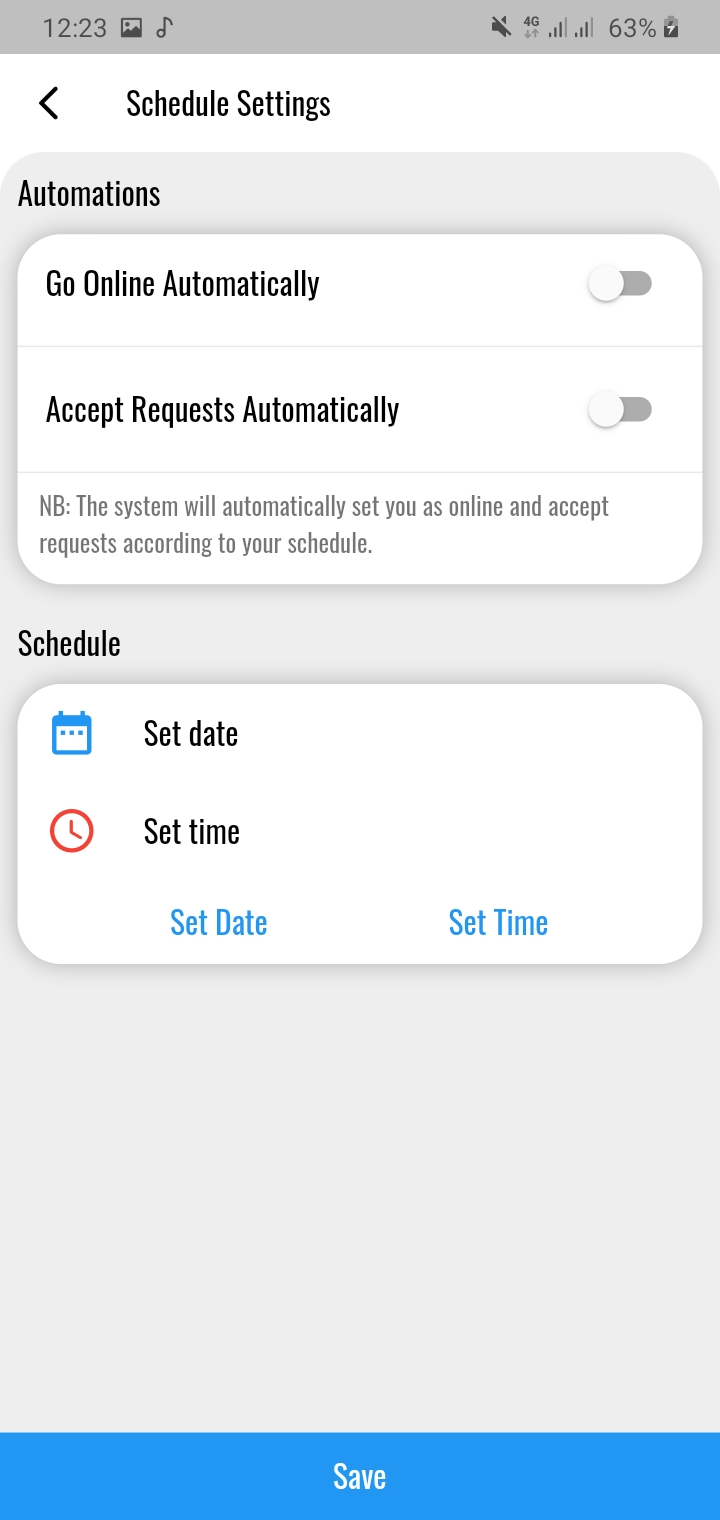 12:23 4G 63%
Schedule Settings
Automations
Go Online Automatically
Accept Requests Automatically
NB: The system will automatically set you as online and accept
requests according to your schedule.
Schedule
Set date
Set time
Set Date Set Time
Save